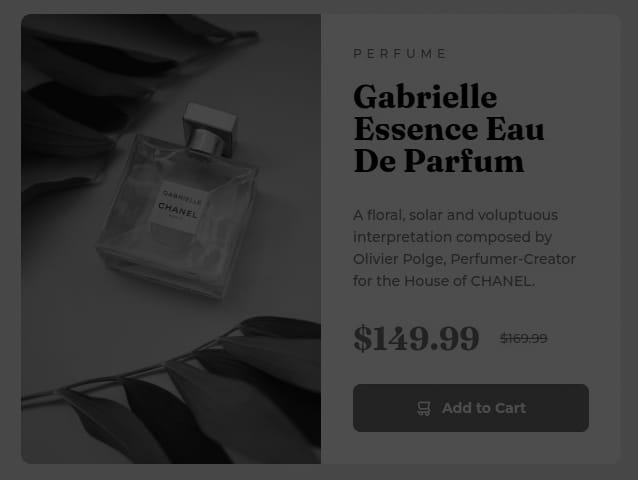 PERFUME
Gabrielle
Essence Eau
De Parfum
A floral, solar and voluptuous
interpretation composed by
Olivier Polge, Perfumer-Creator
for the House of CHANEL.
$149.99 $169.99
Add to Cart
GABRIELLE
CHANEL